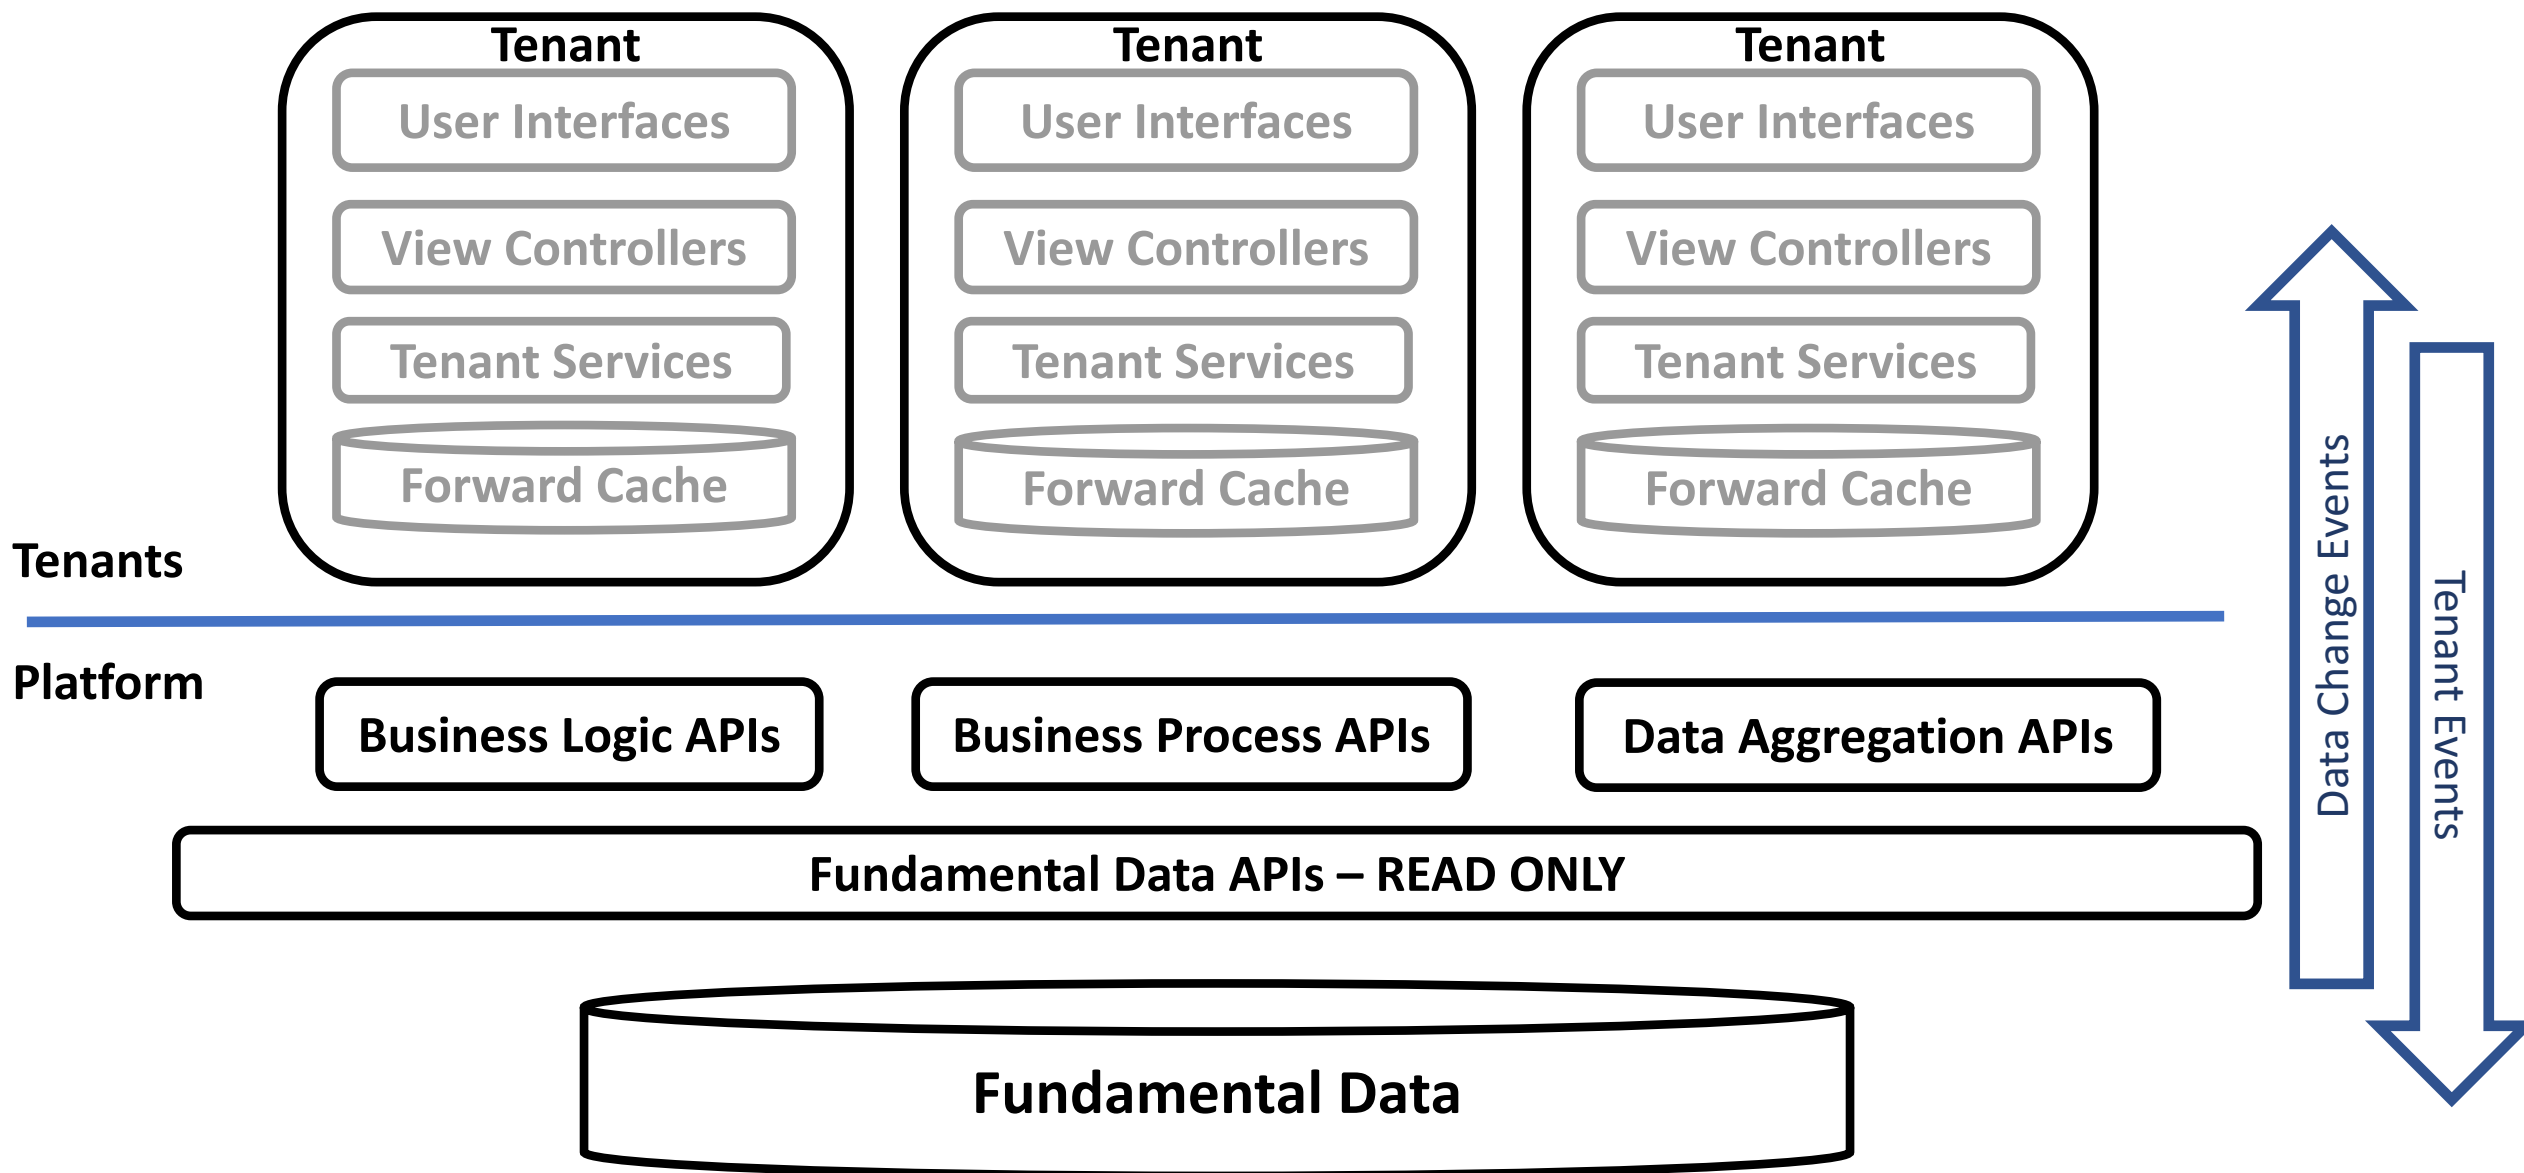 Tenant
User Interfaces
View Controllers
Tenant Services
Forward Cache
Tenant
User Interfaces
View Controllers
Tenant Services
Forward Cache
Tenant
User Interfaces
View Controllers
Tenant Services
Forward Cache
Tenants
Platform
Business Logic APIs
Business Process APIs
Data Aggregation APIs
Fundamental Data APIs – READ ONLY
Fundamental Data
Data Change Events
Tenant Events